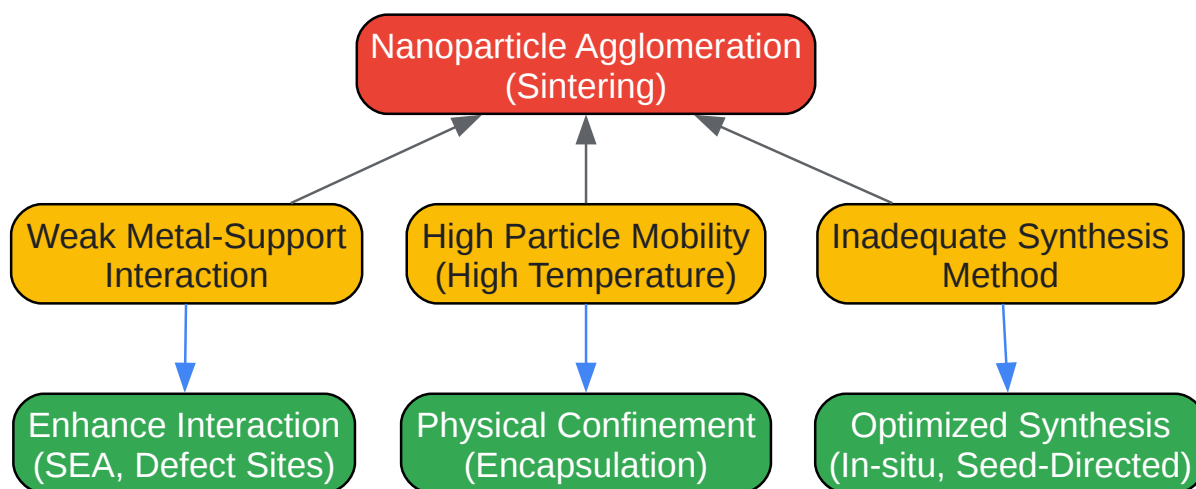 Nanoparticle Agglomeration
(Sintering)
Weak Metal-Support
Interaction
High Particle Mobility
(High Temperature)
Inadequate Synthesis
Method
Enhance Interaction
(SEA, Defect Sites)
Physical Confinement
(Encapsulation)
Optimized Synthesis
(In-situ, Seed-Directed)